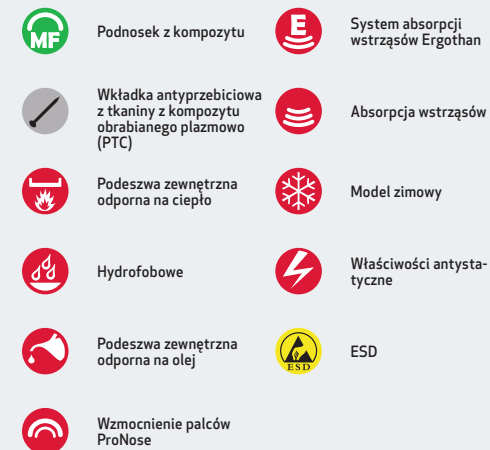 MF
Podnosek z kompozytu
Wkładka antyprzebiciowa
z tkaniny z kompozytu
obrabianego plazmowo
(PTC)
Podeszwa zewnętrzna
odporna na ciepło
Hydrofobowe
Podeszwa zewnętrzna
odporna na olej
Wzmocnienie palców
ProNose
E
System absorpcji
wstrząsów Ergothan
Absorpcja wstrząsów
Model zimowy
Właściwości antysta-
tyczne
ESD
ESD